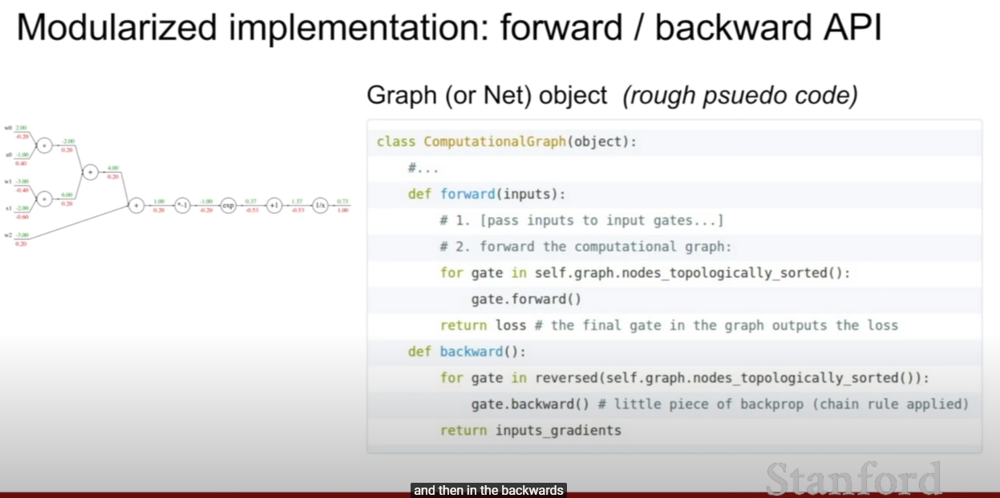 Modularized implementation: forward / backward API
Graph (or Net) object (rough psuedo code)
w0 2.00
-0.20
x0 -1.00
0.40
w1 -3.00
-0.40
x1 -2.00
-0.60
w2 -3.00
0.20
*
-2.00
0.20
*
6.00
0.20
+
4.00
0.20
+
1.00
0.20
*-1
-1.00
-0.20
exp
0.37
-0.53
+1
1.37
-0.53
1/x
0.73
1.00
class ComputationalGraph(object):
#...
def forward(inputs):
# 1. [pass inputs to input gates...]
# 2. forward the computational graph:
for gate in self.graph.nodes_topologically_sorted():
gate.forward()
return loss # the final gate in the graph outputs the loss
def backward():
for gate in reversed(self.graph.nodes_topologically_sorted()):
gate.backward() # little piece of backprop (chain rule applied)
return inputs_gradients
Stanford
and then in the backwards